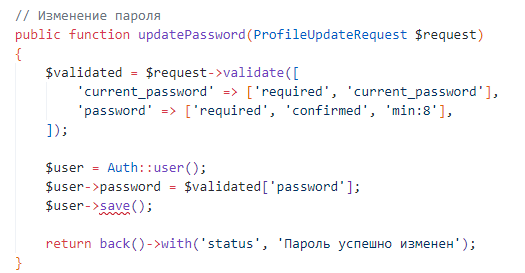 // Изменение пароля
public function updatePassword(ProfileUpdateRequest $request)
{
    $validated = $request->validate([
        'current_password' => ['required', 'current_password'],
        'password' => ['required', 'confirmed', 'min:8'],
    ]);

    $user = Auth::user();
    $user->password = $validated['password'];
    $user->save();

    return back()->with('status', 'Пароль успешно изменен');
}